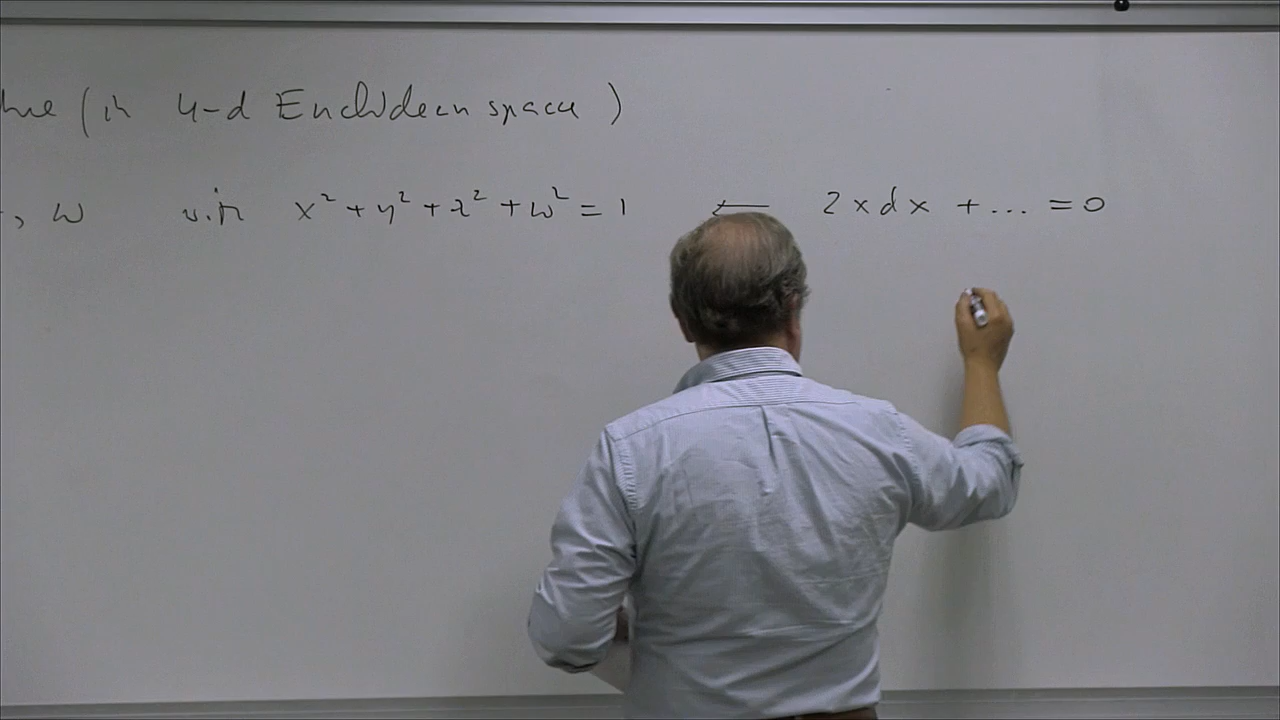 (in 4-d Euclidean space)
, w with x² + y² + z² + w² = 1 ← 2xdx + ... = 0